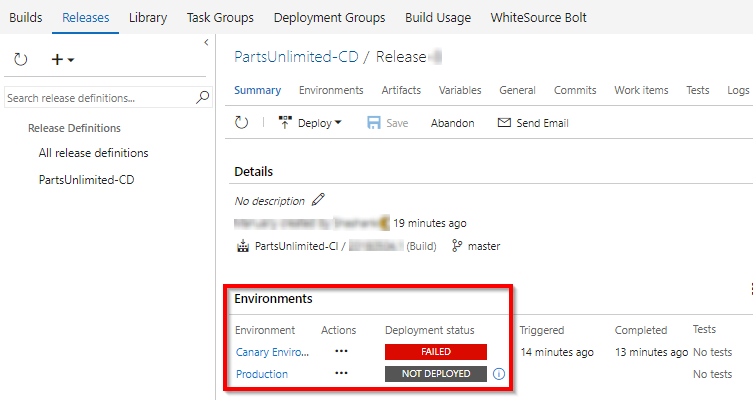 Builds Releases Library Task Groups Deployment Groups Build Usage WhiteSource Bolt
Search release definitions...
Release Definitions
All release definitions
PartsUnlimited-CD
PartsUnlimited-CD / Release-
Summary Environments Artifacts Variables General Commits Work items Tests Logs
Deploy Save Abandon Send Email
Details
No description
19 minutes ago
PartsUnlimited-CI / (Build) master
Environments
Environment Actions Deployment status Triggered Completed Tests
Canary Enviro... ••• FAILED 14 minutes ago 13 minutes ago No tests
Production ••• NOT DEPLOYED No tests